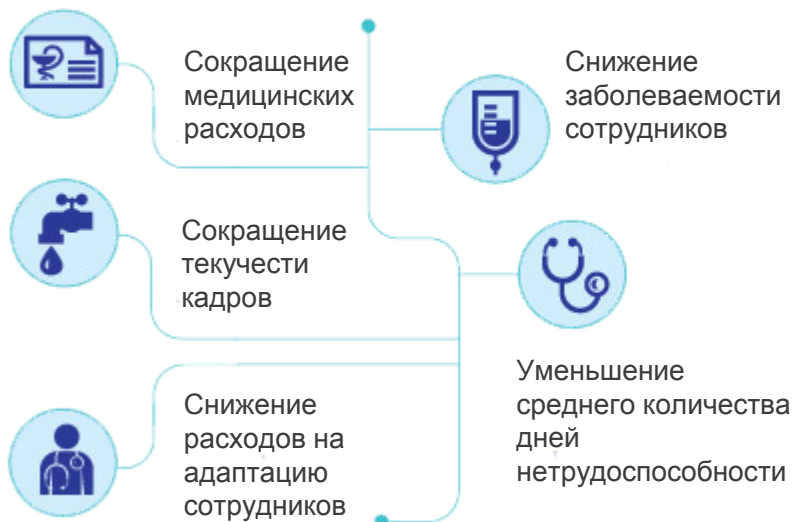 Сокращение
медицинских
расходов
Снижение
заболеваемости
сотрудников
Сокращение
текучести
кадров
Уменьшение
среднего количества
дней
нетрудоспособности
Снижение
расходов на
адаптацию
сотрудников